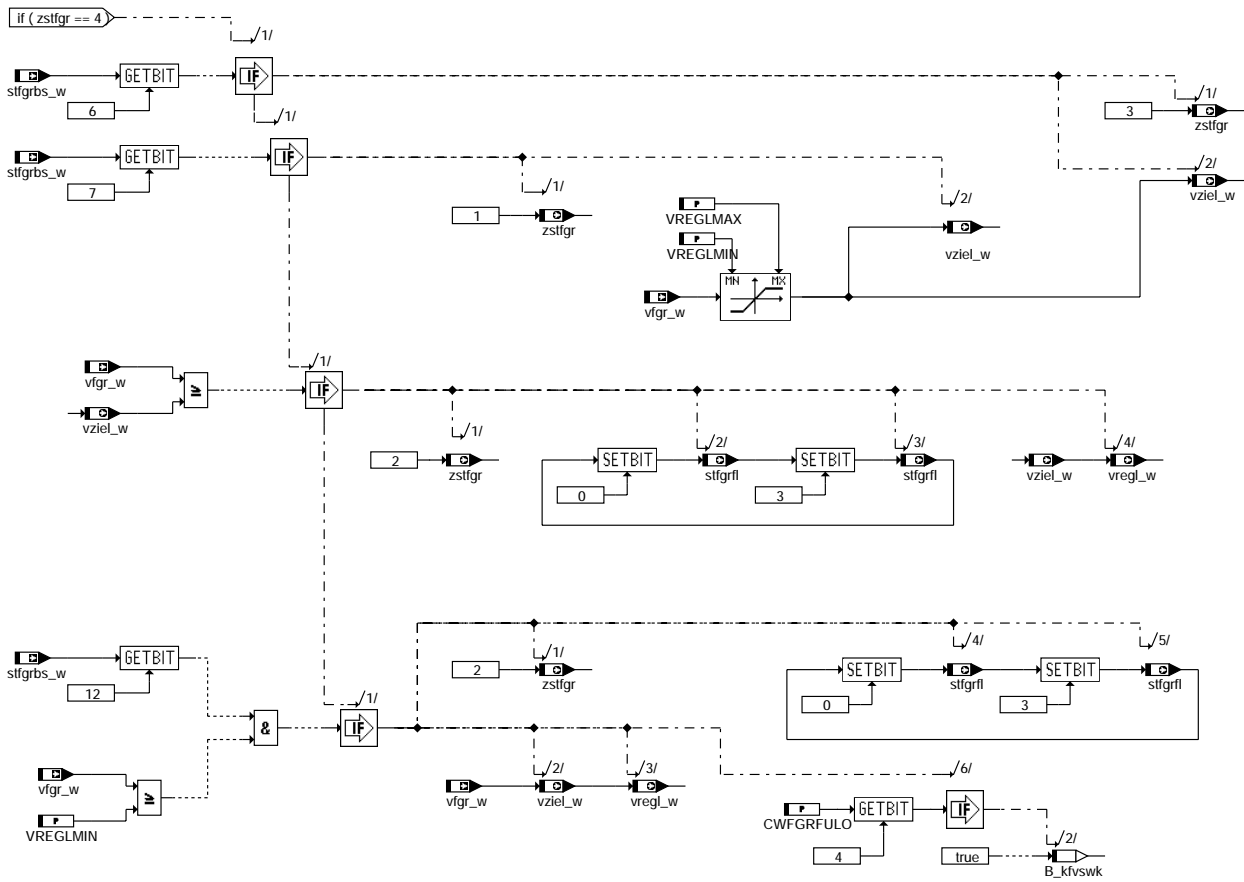 if ( zstfgr == 4)
/1/
GETBIT
IF
stfgrbs_w
6
/1/
/1/
3
zstfgr
GETBIT
IF
stfgrbs_w
7
/1/
/2/
/2/
vziel_w
1
zstfgr
P
VREGLMAX
P
VREGLMIN
vziel_w
MN
MX
vfgr_w
/1/
vfgr_w
≥
IF
vziel_w
/1/
/2/
/3/
/4/
2
zstfgr
SETBIT
stfgrfl
SETBIT
stfgrfl
vziel_w
vregl_w
0
3
/1/
/4/
/5/
stfgrbs_w
GETBIT
12
2
zstfgr
SETBIT
stfgrfl
SETBIT
stfgrfl
0
3
/1/
&
IF
vfgr_w
≥
P
VREGLMIN
/2/
/3/
/6/
vfgr_w
vziel_w
vregl_w
P
CWFGRFULO
GETBIT
IF
4
/2/
true
B_kfvswk